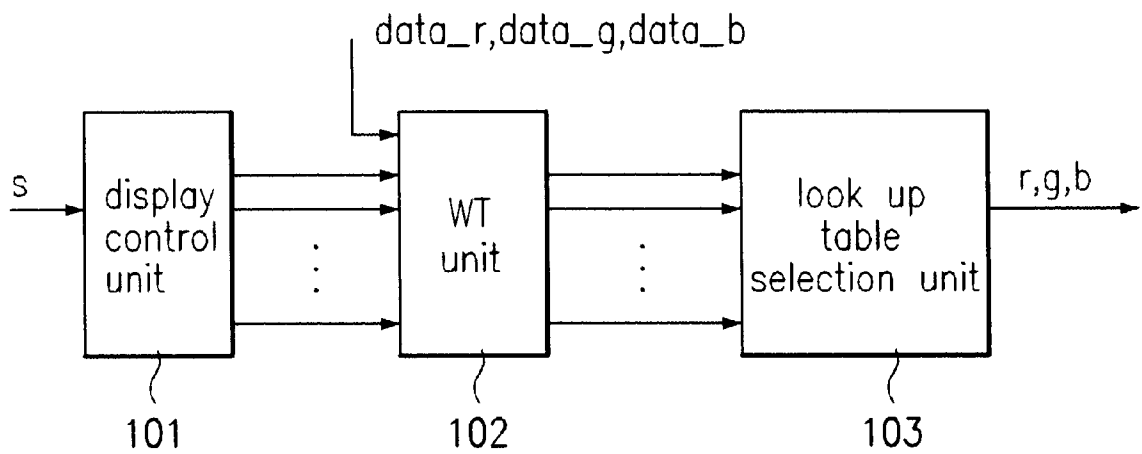 data_r,data_g,data_b
s
display
control
unit
WT
unit
look up
table
selection unit
r,g,b
101
102
103